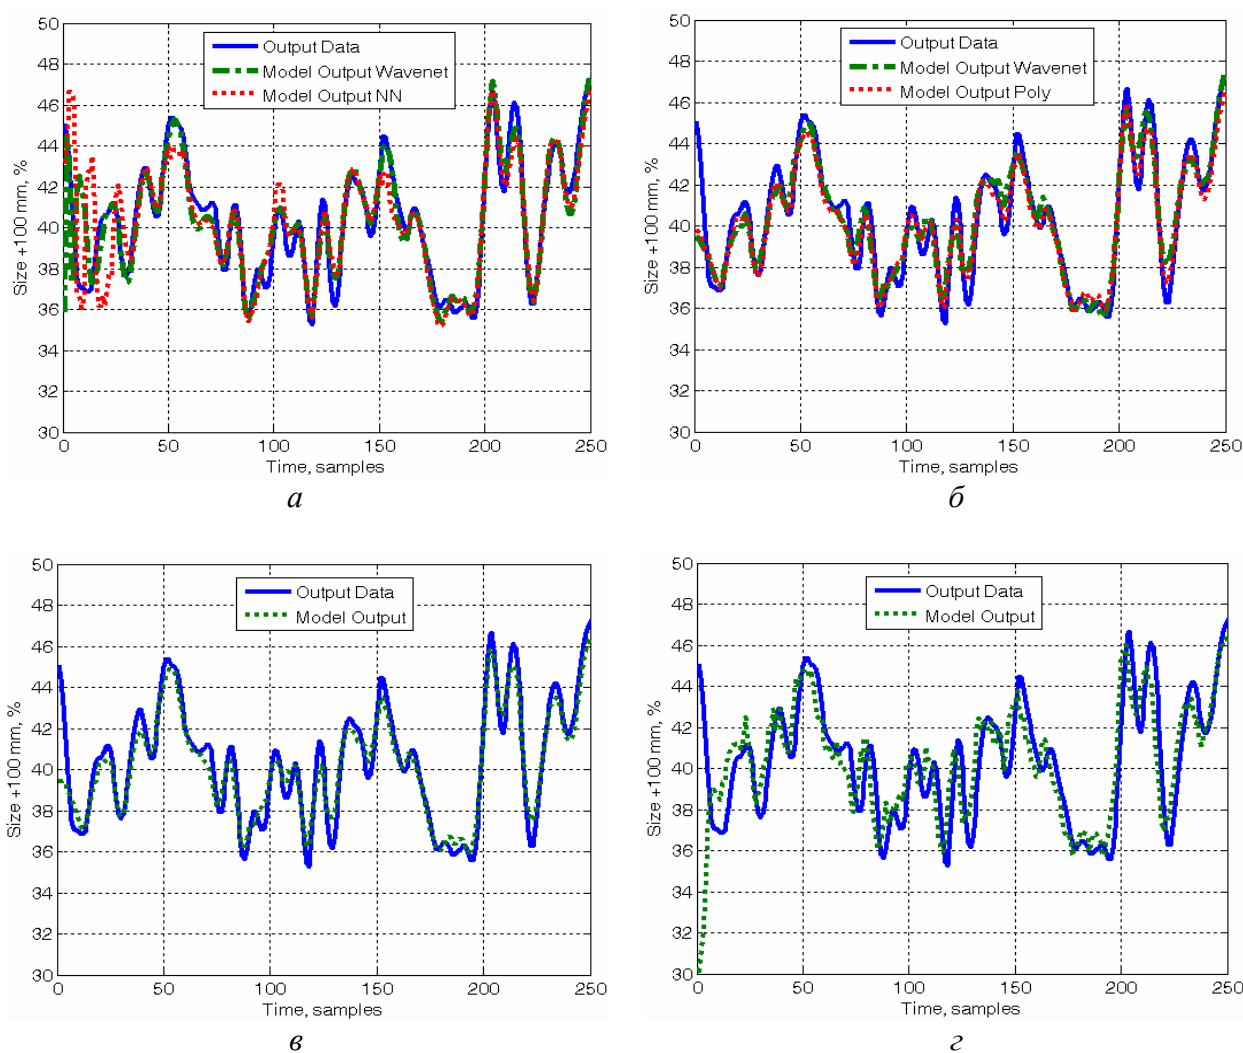 Output Data
Model Output Wavenet
Model Output NN
Size +100 mm, %
50
48
46
44
42
40
38
36
34
32
30
0 50 100 150 200 250
Time, samples
а
Output Data
Model Output Wavenet
Model Output Poly
Size +100 mm, %
50
48
46
44
42
40
38
36
34
32
30
0 50 100 150 200 250
Time, samples
б
Output Data
Model Output
Size +100 mm, %
50
48
46
44
42
40
38
36
34
32
30
0 50 100 150 200 250
Time, samples
в
Output Data
Model Output
Size +100 mm, %
50
48
46
44
42
40
38
36
34
32
30
0 50 100 150 200 250
Time, samples
г